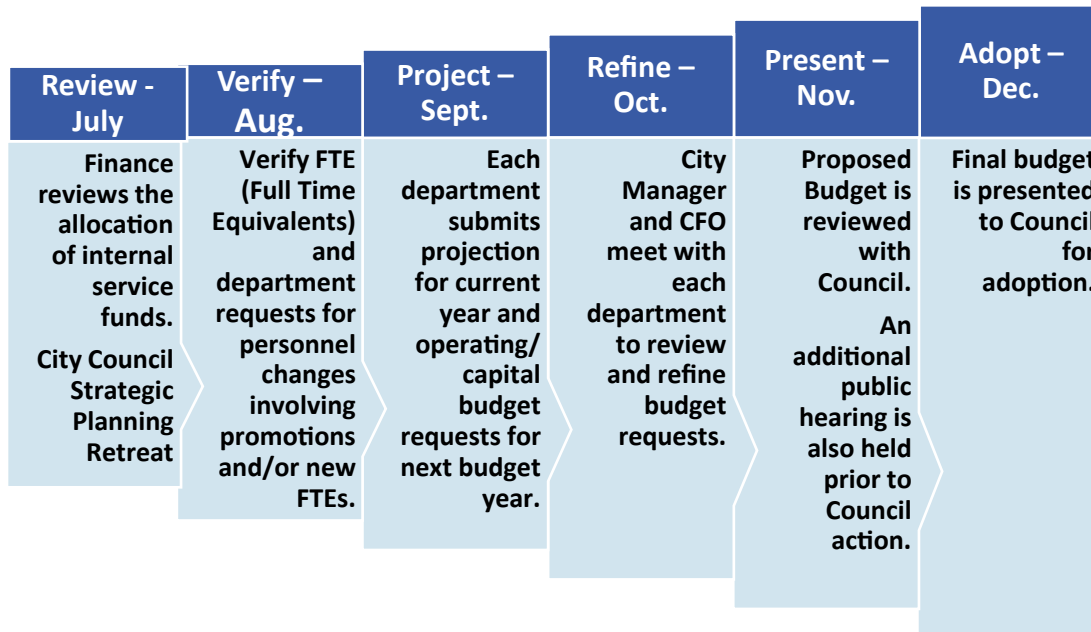 Review -
July
Finance
reviews the
allocation
of internal
service
funds.
City Council
Strategic
Planning
Retreat
Verify –
Aug.
Verify FTE
(Full Time
Equivalents)
and
department
requests for
personnel
changes
involving
promotions
and/or new
FTEs.
Project –
Sept.
Each
department
submits
projection
for current
year and
operating/
capital
budget
requests for
next budget
year.
Refine –
Oct.
City
Manager
and CFO
meet with
each
department
to review
and refine
budget
requests.
Present –
Nov.
Proposed
Budget is
reviewed
with
Council.
An
additional
public
hearing is
also held
prior to
Council
action.
Adopt –
Dec.
Final budget
is presented
to Council
for
adoption.